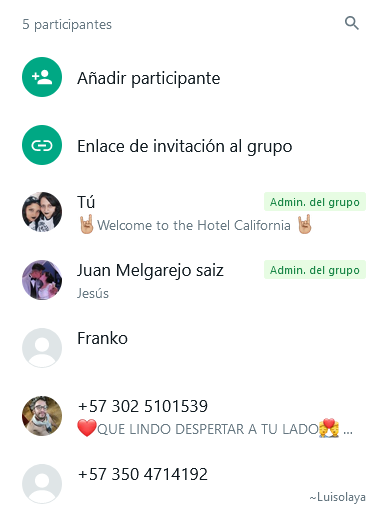 5 participantes
Añadir participante
Enlace de invitación al grupo
Tú
Admin. del grupo
🤘🏼Welcome to the Hotel California 🤘🏼
Juan Melgarejo saiz
Admin. del grupo
Jesús
Franko
+57 302 5101539
❤️QUE LINDO DESPERTAR A TU LADO💏 ...
+57 350 4714192
~Luisolaya